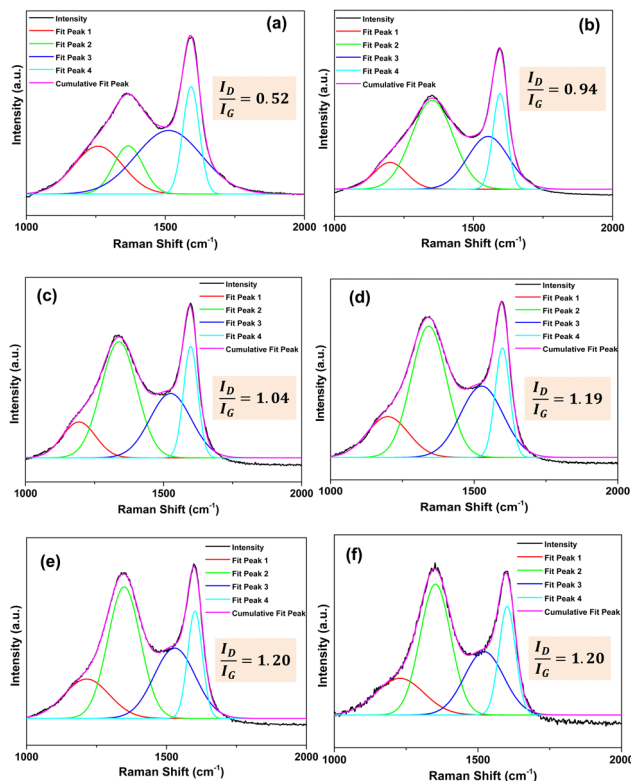 (a)
Intensity
Fit Peak 1
Fit Peak 2
Fit Peak 3
Fit Peak 4
Cumulative Fit Peak
I_D/I_G = 0.52
Intensity (a.u.)
1000 1500 2000
Raman Shift (cm⁻¹)
(b)
Intensity
Fit Peak 1
Fit Peak 2
Fit Peak 3
Fit Peak 4
Cumulative Fit Peak
I_D/I_G = 0.94
Intensity (a.u.)
1000 1500 2000
Raman Shift (cm⁻¹)
(c)
Intensity
Fit Peak 1
Fit Peak 2
Fit Peak 3
Fit Peak 4
Cumulative Fit Peak
I_D/I_G = 1.04
Intensity (a.u.)
1000 1500 2000
Raman Shift (cm⁻¹)
(d)
Intensity
Fit Peak 1
Fit Peak 2
Fit Peak 3
Fit Peak 4
Cumulative Fit Peak
I_D/I_G = 1.19
Intensity (a.u.)
1000 1500 2000
Raman Shift (cm⁻¹)
(e)
Intensity
Fit Peak 1
Fit Peak 2
Fit Peak 3
Fit Peak 4
Cumulative Fit Peak
I_D/I_G = 1.20
Intensity (a.u.)
1000 1500 2000
Raman Shift (cm⁻¹)
(f)
Intensity
Fit Peak 1
Fit Peak 2
Fit Peak 3
Fit Peak 4
Cumulative Fit Peak
I_D/I_G = 1.20
Intensity (a.u.)
1000 1500 2000
Raman Shift (cm⁻¹)